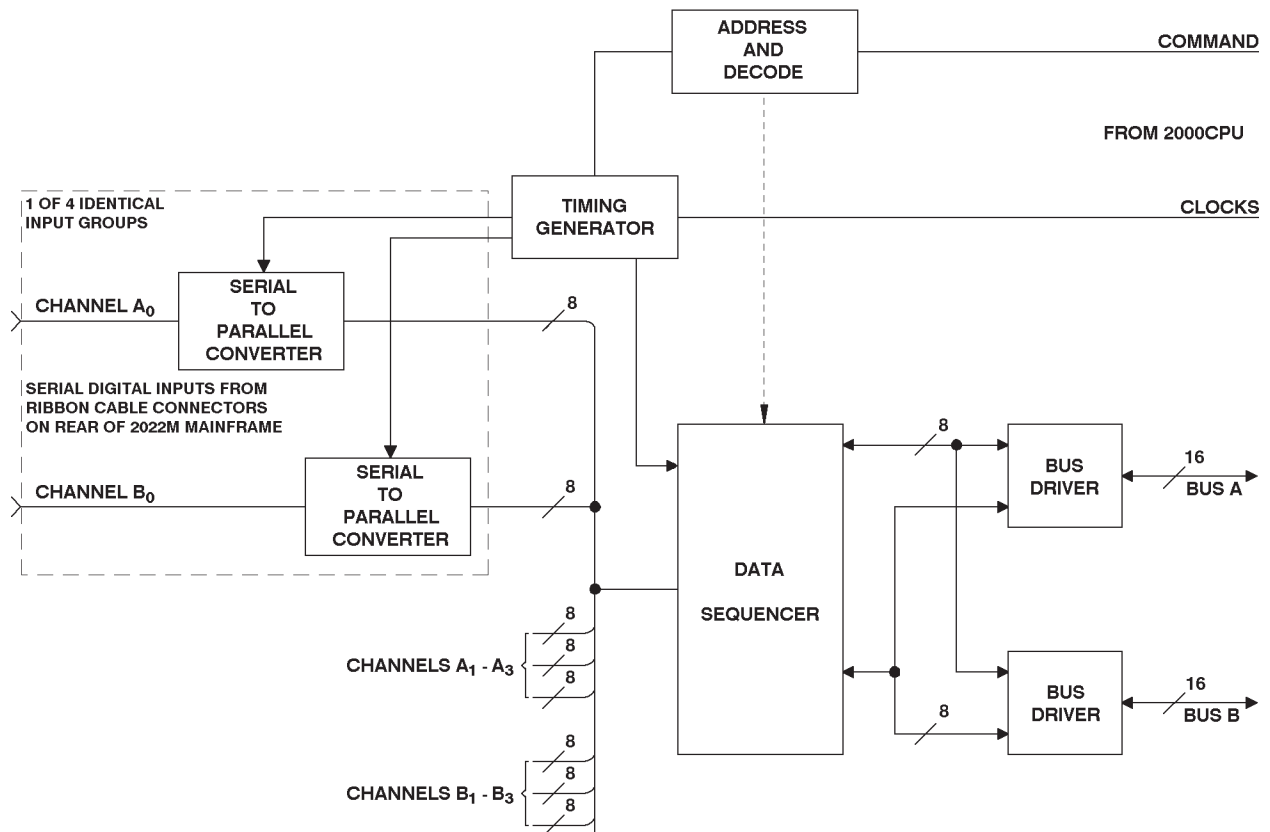 ADDRESS
AND
DECODE
COMMAND
FROM 2000CPU
1 OF 4 IDENTICAL
INPUT GROUPS
TIMING
GENERATOR
CLOCKS
CHANNEL A0
SERIAL
TO
PARALLEL
CONVERTER
8
SERIAL DIGITAL INPUTS FROM
RIBBON CABLE CONNECTORS
ON REAR OF 2022M MAINFRAME
CHANNEL B0
SERIAL
TO
PARALLEL
CONVERTER
8
DATA
SEQUENCER
8
BUS
DRIVER
16
BUS A
8
8
8
CHANNELS A1 - A3
8
BUS
DRIVER
16
BUS B
8
8
8
CHANNELS B1 - B3